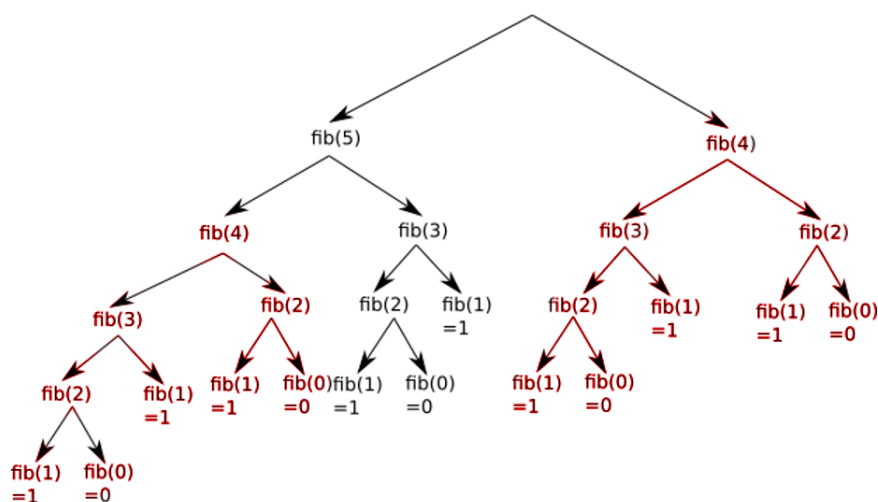 fib(5) fib(4)
fib(4) fib(3) fib(3) fib(2)
fib(3) fib(2) fib(2) fib(1) fib(2) fib(1) fib(1) fib(0)
=1 =1 =1 =0
fib(2) fib(1) fib(1) fib(0) fib(1) fib(0) fib(1) fib(0)
=1 =1 =0 =1 =0 =1 =0
fib(1) fib(0)
=1 =0